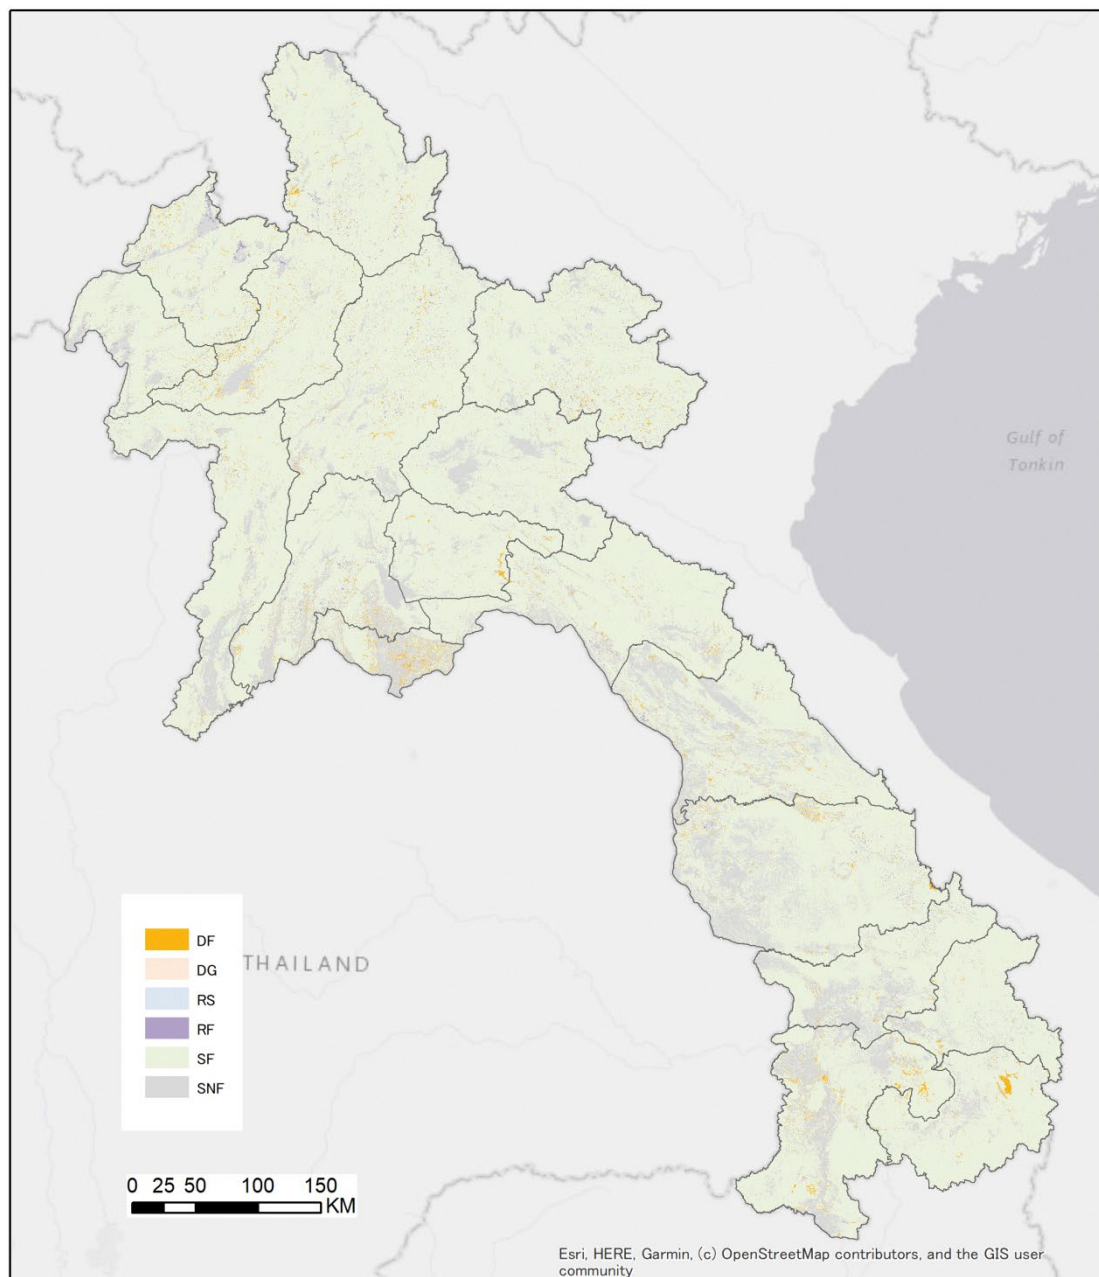 Gulf of
Tonkin
THAILAND
DF
DG
RS
RF
SF
SNF
0 25 50 100 150
KM
Esri, HERE, Garmin, (c) OpenStreetMap contributors, and the GIS user
community